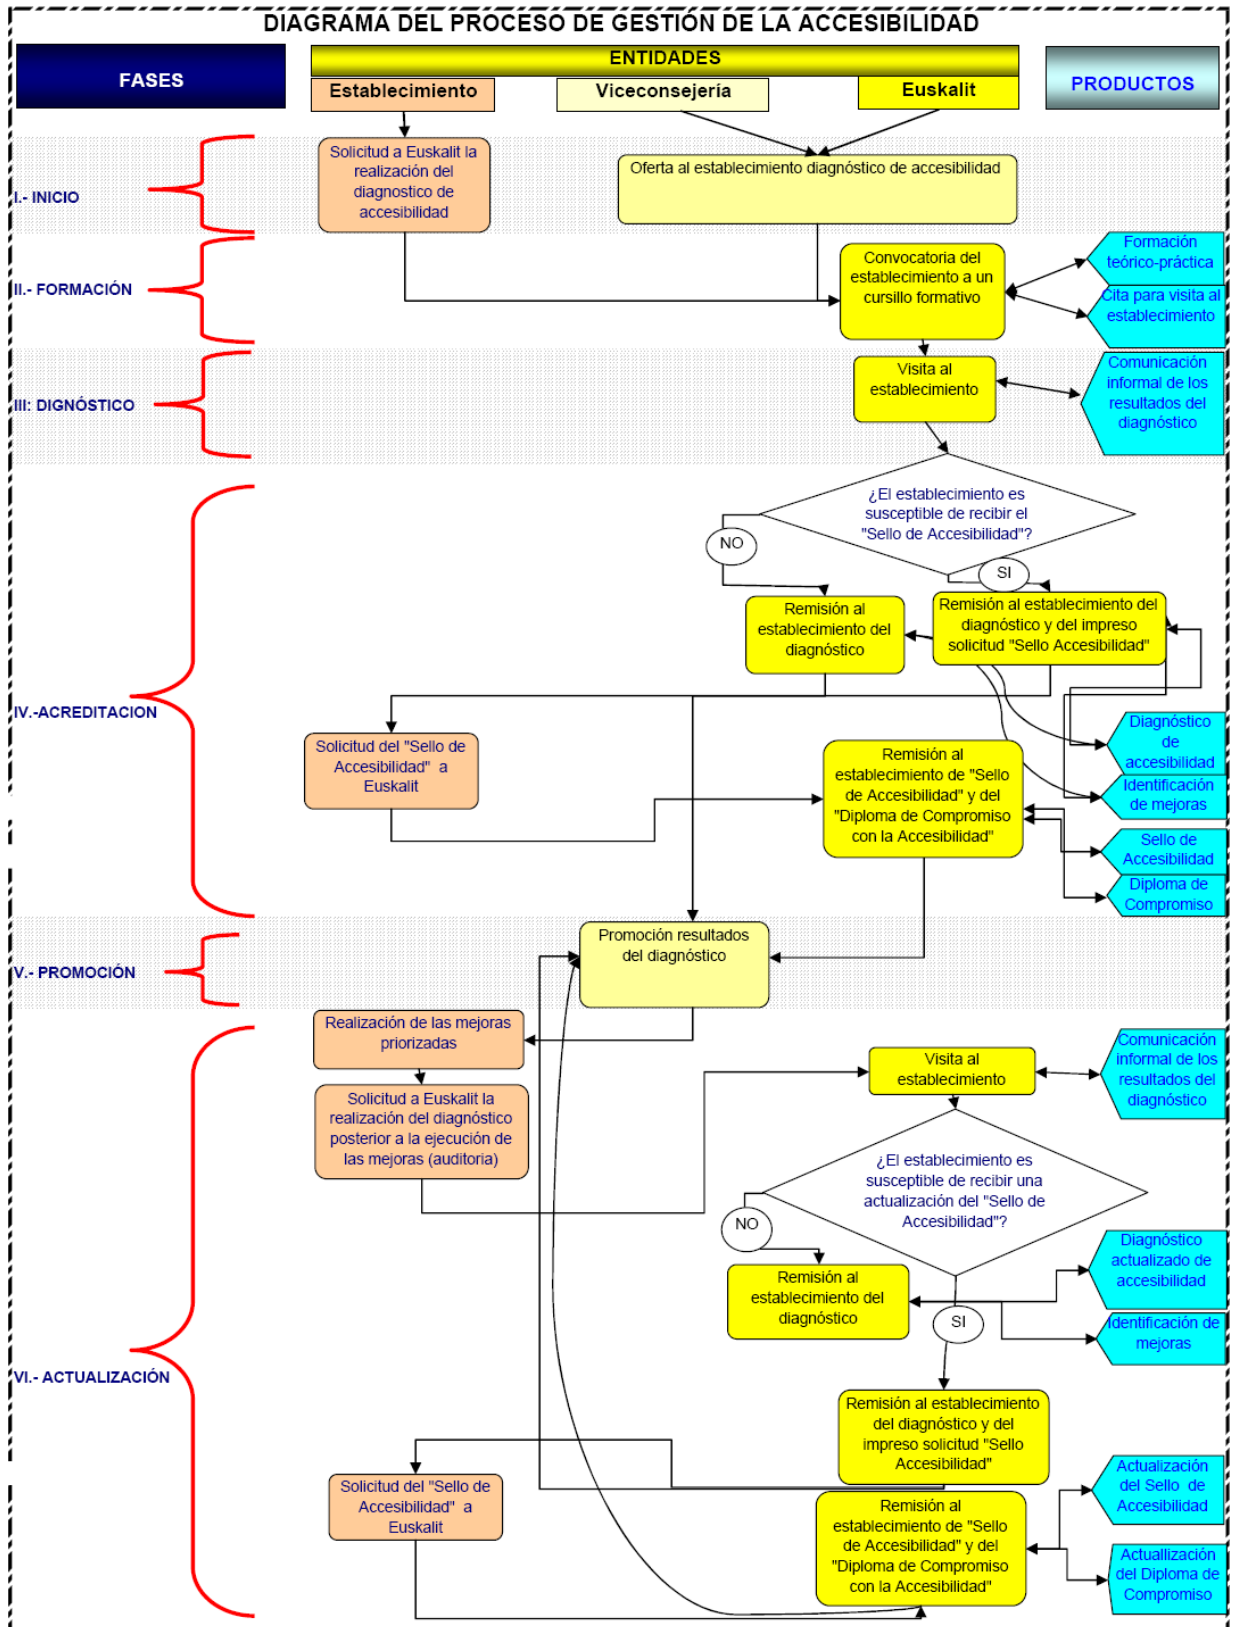 DIAGRAMA DEL PROCESO DE GESTIÓN DE LA ACCESIBILIDAD
FASES
ENTIDADES
PRODUCTOS
Establecimiento
Viceconsejería
Euskalit
I.- INICIO
Solicitud a Euskalit la
realización del
diagnostico de
accesibilidad
Oferta al establecimiento diagnóstico de accesibilidad
II.- FORMACIÓN
Convocatoria del
establecimiento a un
cursillo formativo
Formación
teórico-práctica
Cita para visita al
establecimiento
III: DIGNÓSTICO
Visita al
establecimiento
Comunicación
informal de los
resultados del
diagnóstico
IV.-ACREDITACION
¿El establecimiento es
susceptible de recibir el
"Sello de Accesibilidad"?
NO
SI
Remisión al
establecimiento del
diagnóstico
Remisión al establecimiento del
diagnóstico y del impreso
solicitud "Sello Accesibilidad"
Solicitud del "Sello de
Accesibilidad" a
Euskalit
Remisión al
establecimiento de "Sello
de Accesibilidad" y del
"Diploma de Compromiso
con la Accesibilidad"
Diagnóstico
de
accesibilidad
Identificación
de mejoras
Sello de
Accesibilidad
Diploma de
Compromiso
V.- PROMOCIÓN
Promoción resultados
del diagnóstico
VI.- ACTUALIZACIÓN
Realización de las mejoras
priorizadas
Solicitud a Euskalit la
realización del diagnóstico
posterior a la ejecución de
las mejoras (auditoria)
Visita al
establecimiento
Comunicación
informal de los
resultados del
diagnóstico
¿El establecimiento es
susceptible de recibir una
actualización del "Sello de
Accesibilidad"?
NO
SI
Remisión al
establecimiento del
diagnóstico
Diagnóstico
actualizado de
accesibilidad
Identificación de
mejoras
Remisión al establecimiento
del diagnóstico y del
impreso solicitud "Sello
Accesibilidad"
Solicitud del "Sello de
Accesibilidad" a
Euskalit
Remisión al
establecimiento de "Sello
de Accesibilidad" y del
"Diploma de Compromiso
con la Accesibilidad"
Actualización
del Sello de
Accesibilidad
Actuallización
del Diploma de
Compromiso